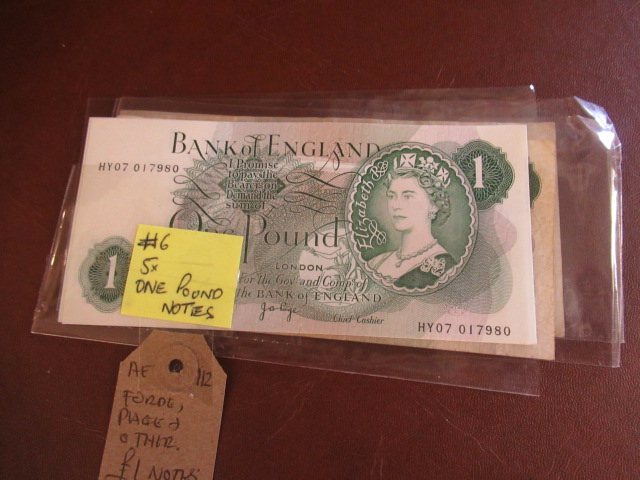 BANK of ENGLAND
HY07 017980
I Promise
to pay the
Bearer on
Demand the
sum of
One Pound
Elizabeth R
1
LONDON
For the Gov. and Comp. of
the BANK OF ENGLAND
Chief Cashier
HY07 017980
1
#6
5x
ONE POUND
NOTES
AE 112
FORDE,
PAGE &
OTHER.
£1 NOTES